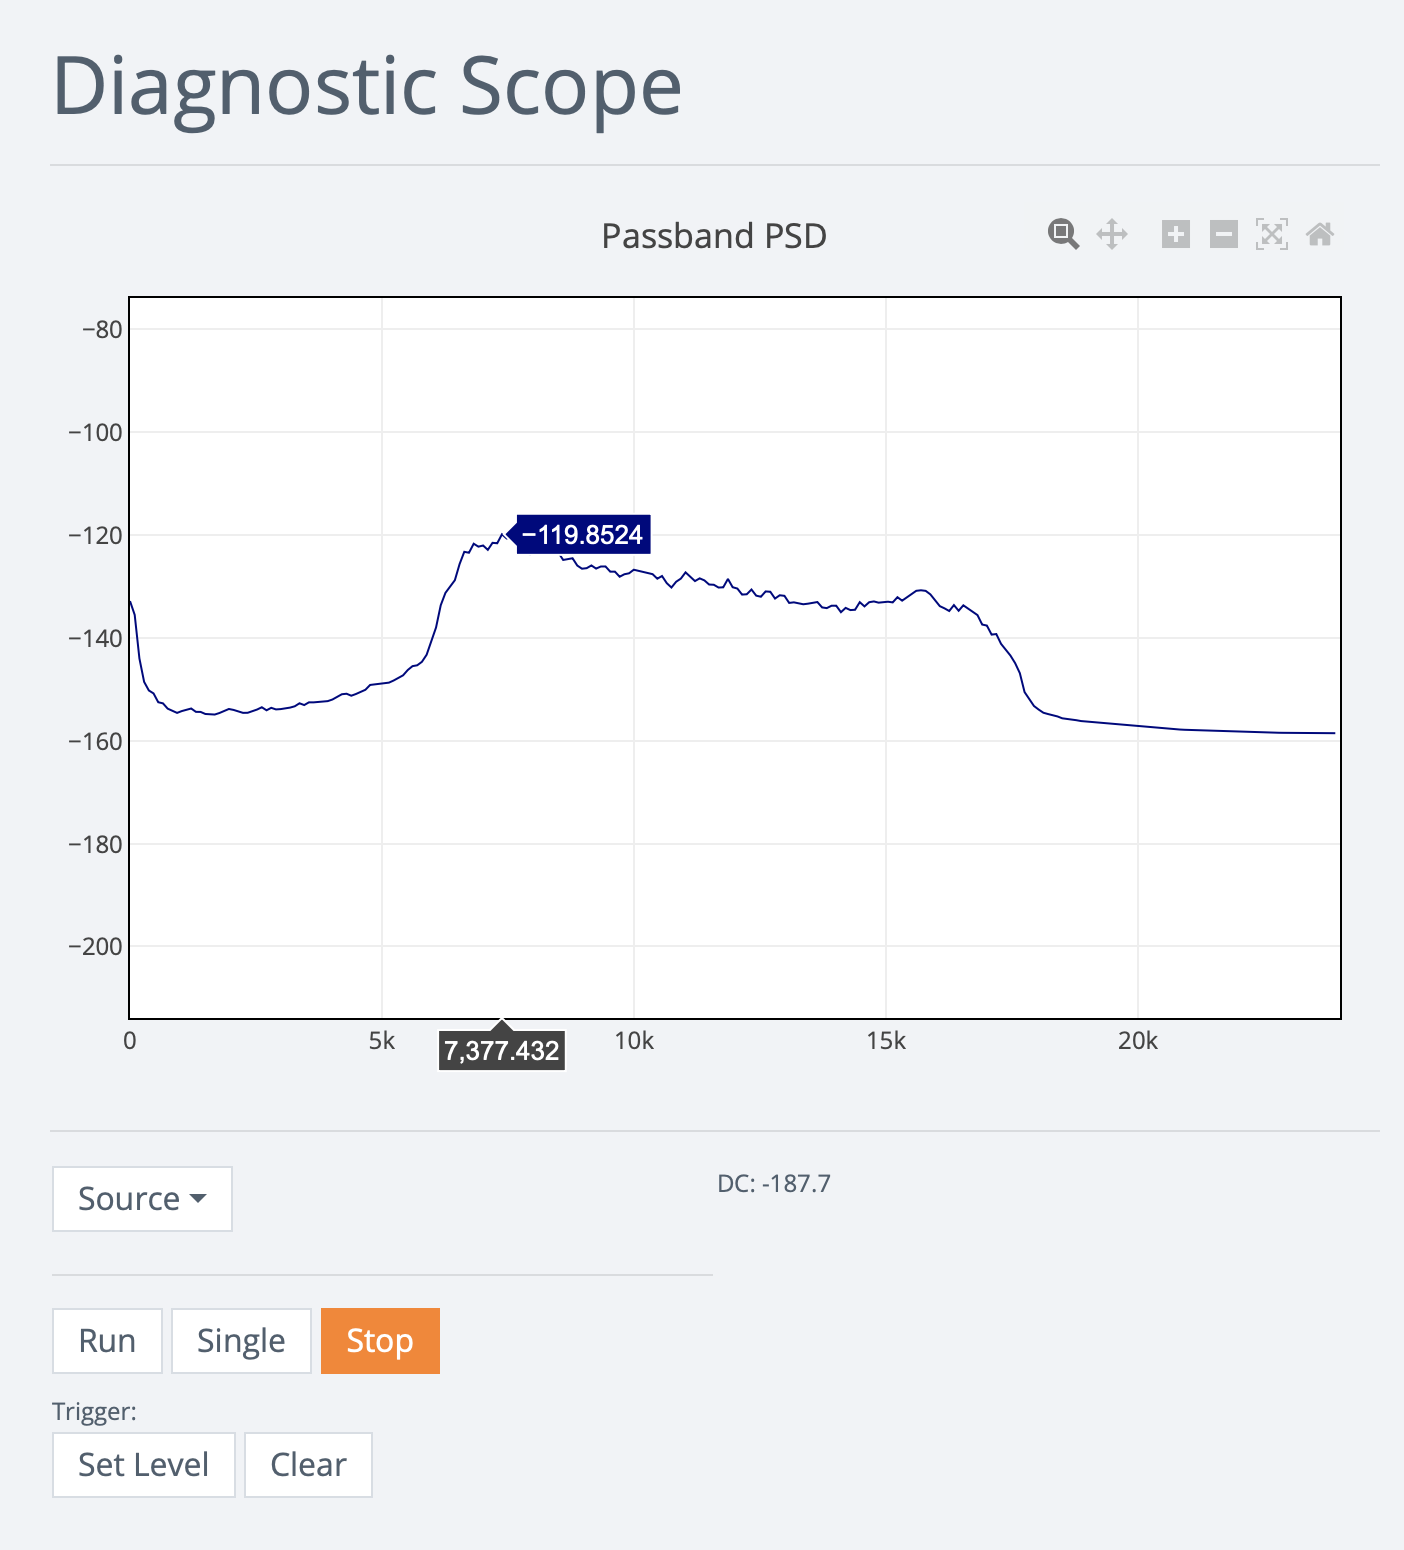 Diagnostic Scope
Passband PSD
−80
−100
−120
−140
−160
−180
−200
−119.8524
0
5k
7,377.432
10k
15k
20k
Source
DC: -187.7
Run
Single
Stop
Trigger:
Set Level
Clear